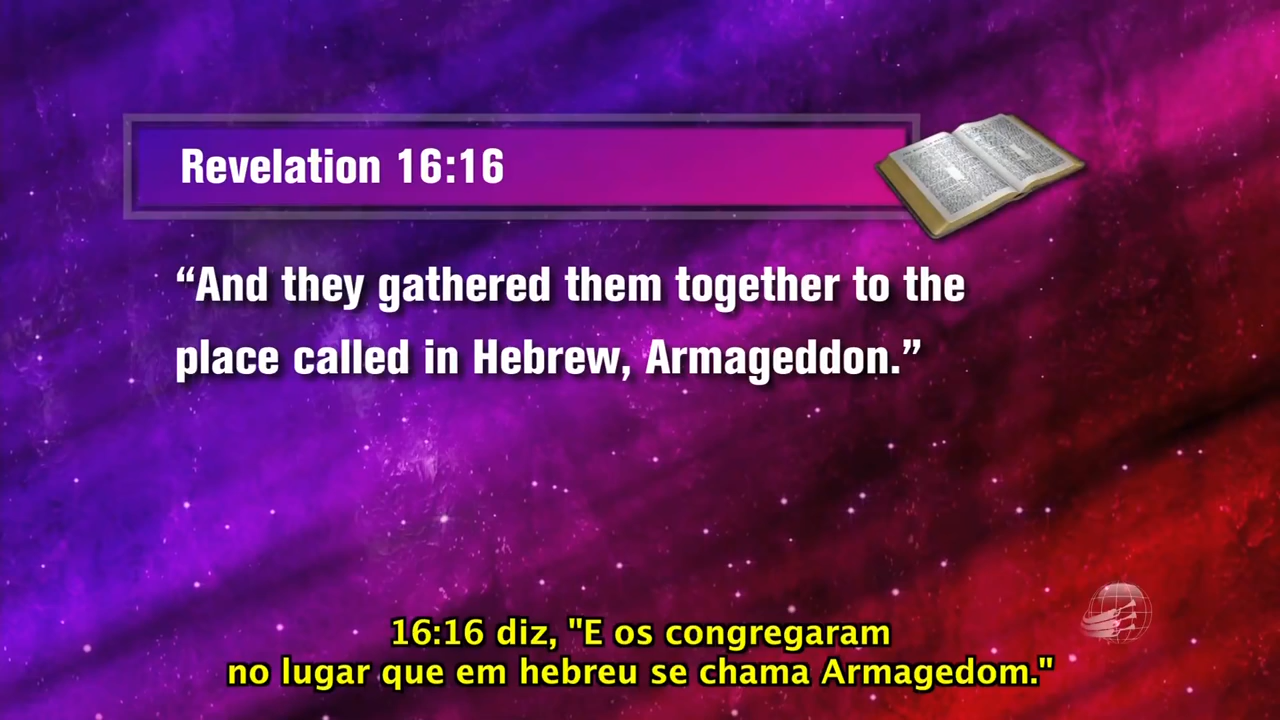 Revelation 16:16
“And they gathered them together to the
place called in Hebrew, Armageddon.”
16:16 diz, "E os congregaram
no lugar que em hebreu se chama Armagedom."